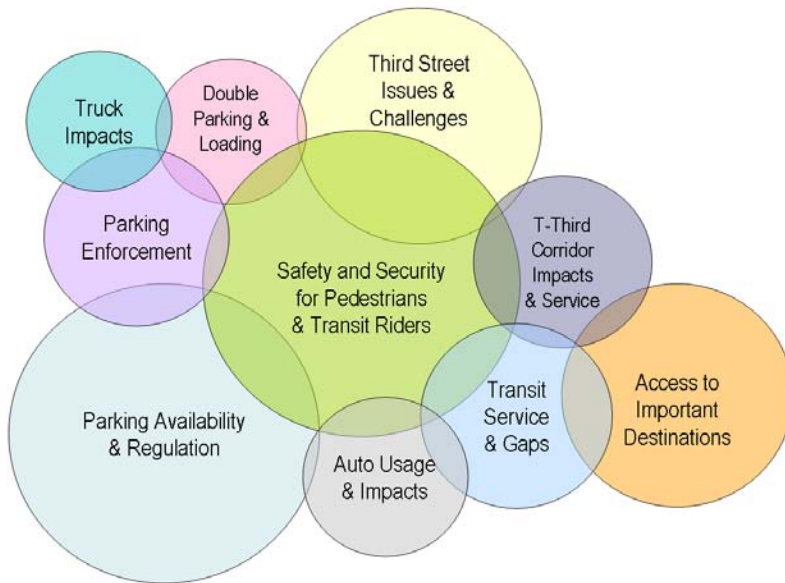 Truck
Impacts
Double
Parking &
Loading
Third Street
Issues &
Challenges
Parking
Enforcement
Safety and Security
for Pedestrians
& Transit Riders
T-Third
Corridor
Impacts
& Service
Parking Availability
& Regulation
Auto Usage
& Impacts
Transit
Service
& Gaps
Access to
Important
Destinations